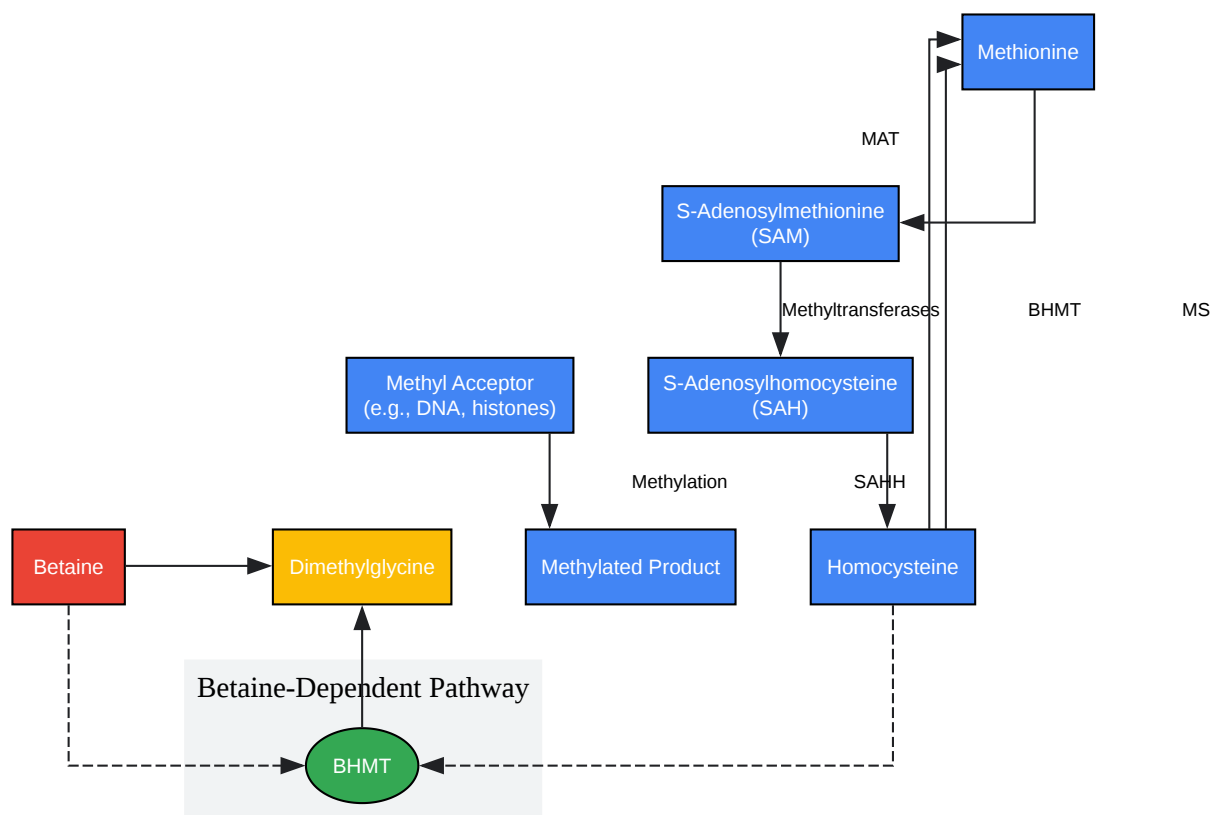 Methionine
MAT
S-Adenosylmethionine
(SAM)
Methyltransferases
BHMT
MS
Methyl Acceptor
(e.g., DNA, histones)
S-Adenosylhomocysteine
(SAH)
Methylation
SAHH
Betaine
Dimethylglycine
Methylated Product
Homocysteine
Betaine-Dependent Pathway
BHMT